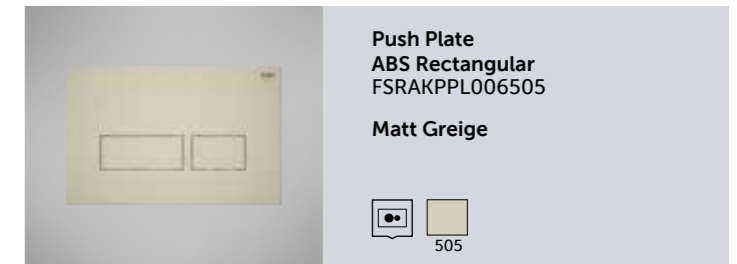 Push Plate
ABS Rectangular
FSRAKPPL006505
Matt Greige
505